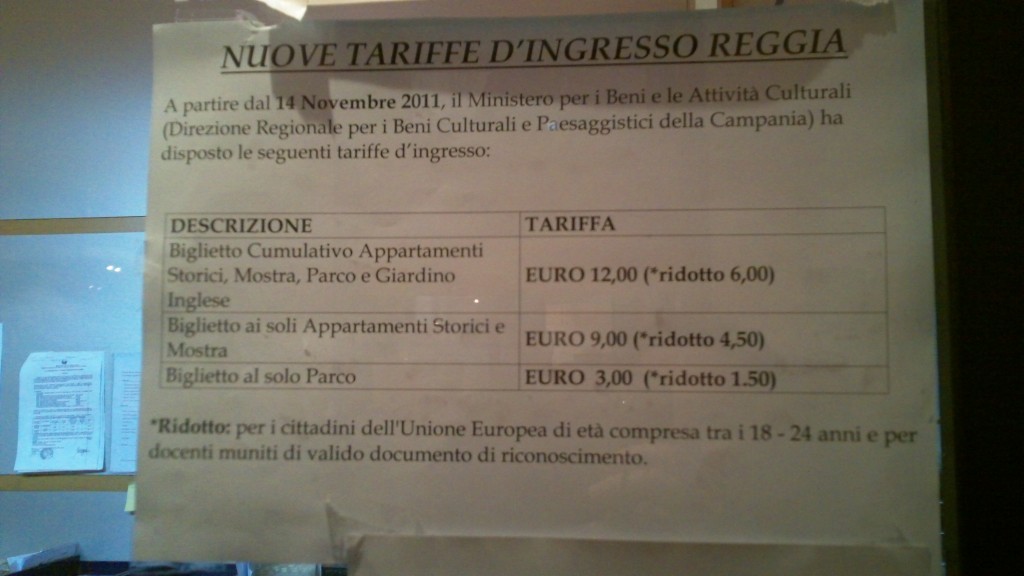 NUOVE TARIFFE D'INGRESSO REGGIA
A partire dal 14 Novembre 2011, il Ministero per i Beni e le Attività Culturali
(Direzione Regionale per i Beni Culturali e Paesaggistici della Campania) ha
disposto le seguenti tariffe d'ingresso:
DESCRIZIONE TARIFFA
Biglietto Cumulativo Appartamenti
Storici, Mostra, Parco e Giardino
Inglese
EURO 12,00 (*ridotto 6,00)
Biglietto ai soli Appartamenti Storici e
Mostra
EURO 9,00 (*ridotto 4,50)
Biglietto al solo Parco EURO 3,00 (*ridotto 1.50)
*Ridotto: per i cittadini dell'Unione Europea di età compresa tra i 18 - 24 anni e per
docenti muniti di valido documento di riconoscimento.